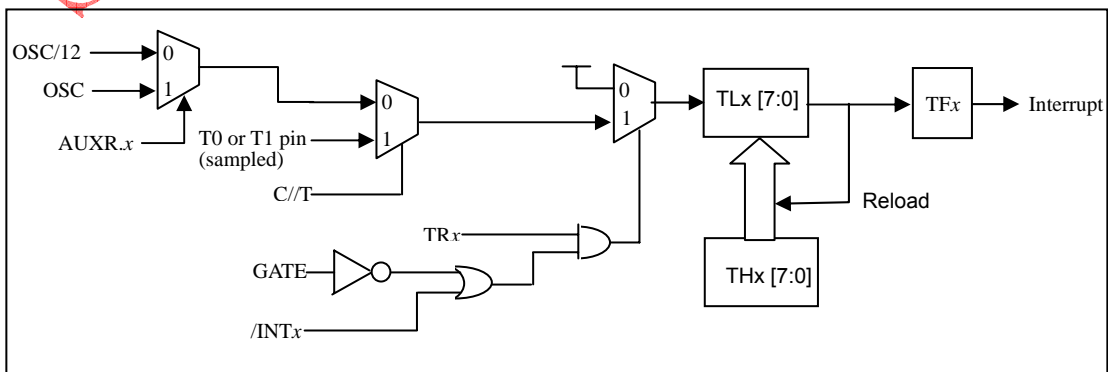 OSC/12
OSC
AUXR.x
0
1
T0 or T1 pin
(sampled)
C//T
0
1
0
1
TLx [7:0]
TFx
Interrupt
Reload
THx [7:0]
TRx
GATE
/INTx